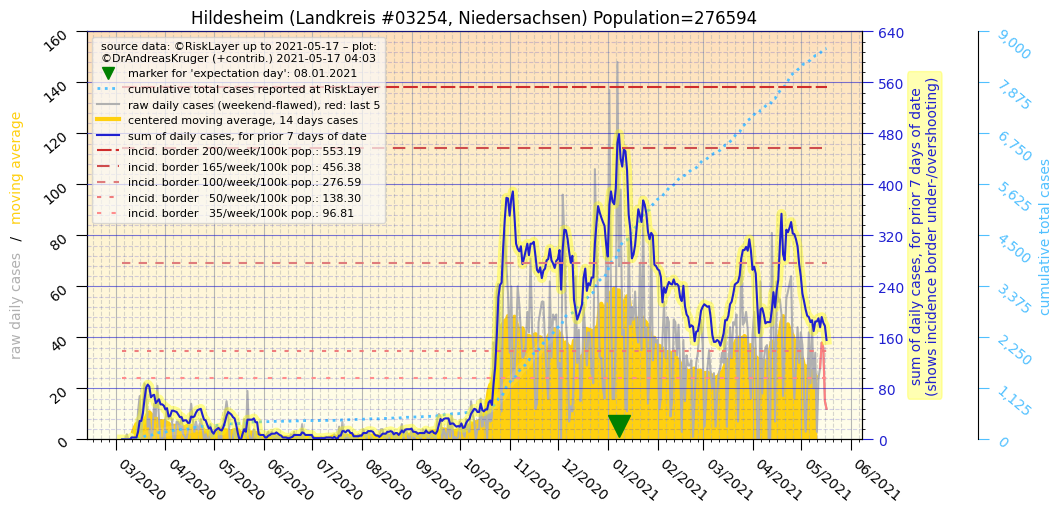 Hildesheim (Landkreis #03254, Niedersachsen) Population=276594
source data: ©RiskLayer up to 2021-05-17 – plot:
©DrAndreasKruger (+contrib.) 2021-05-17 04:03
marker for 'expectation day': 08.01.2021
cumulative total cases reported at RiskLayer
raw daily cases (weekend-flawed), red: last 5
centered moving average, 14 days cases
sum of daily cases, for prior 7 days of date
incid. border 200/week/100k pop.: 553.19
incid. border 165/week/100k pop.: 456.38
incid. border 100/week/100k pop.: 276.59
incid. border   50/week/100k pop.: 138.30
incid. border   35/week/100k pop.: 96.81
raw daily cases / moving average
160
140
120
100
80
60
40
20
0
03/2020
04/2020
05/2020
06/2020
07/2020
08/2020
09/2020
10/2020
11/2020
12/2020
01/2021
02/2021
03/2021
04/2021
05/2021
06/2021
640
560
480
400
320
240
160
80
0
sum of daily cases, for prior 7 days of date
(shows incidence border under-/overshooting)
9,000
7,875
6,750
5,625
4,500
3,375
2,250
1,125
0
cumulative total cases